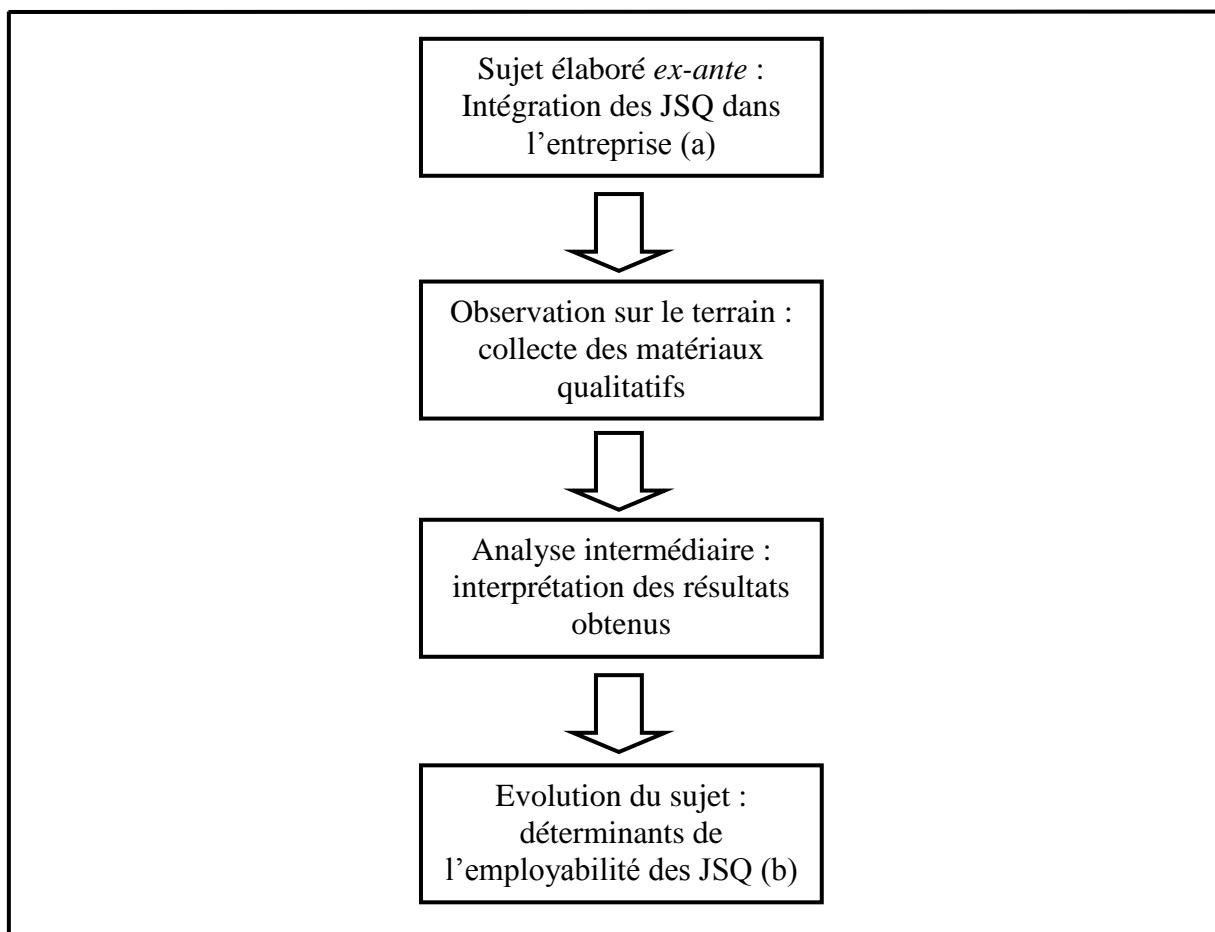 Sujet élaboré ex-ante :
Intégration des JSQ dans
l’entreprise (a)
Observation sur le terrain :
collecte des matériaux
qualitatifs
Analyse intermédiaire :
interprétation des résultats
obtenus
Evolution du sujet :
déterminants de
l’employabilité des JSQ (b)